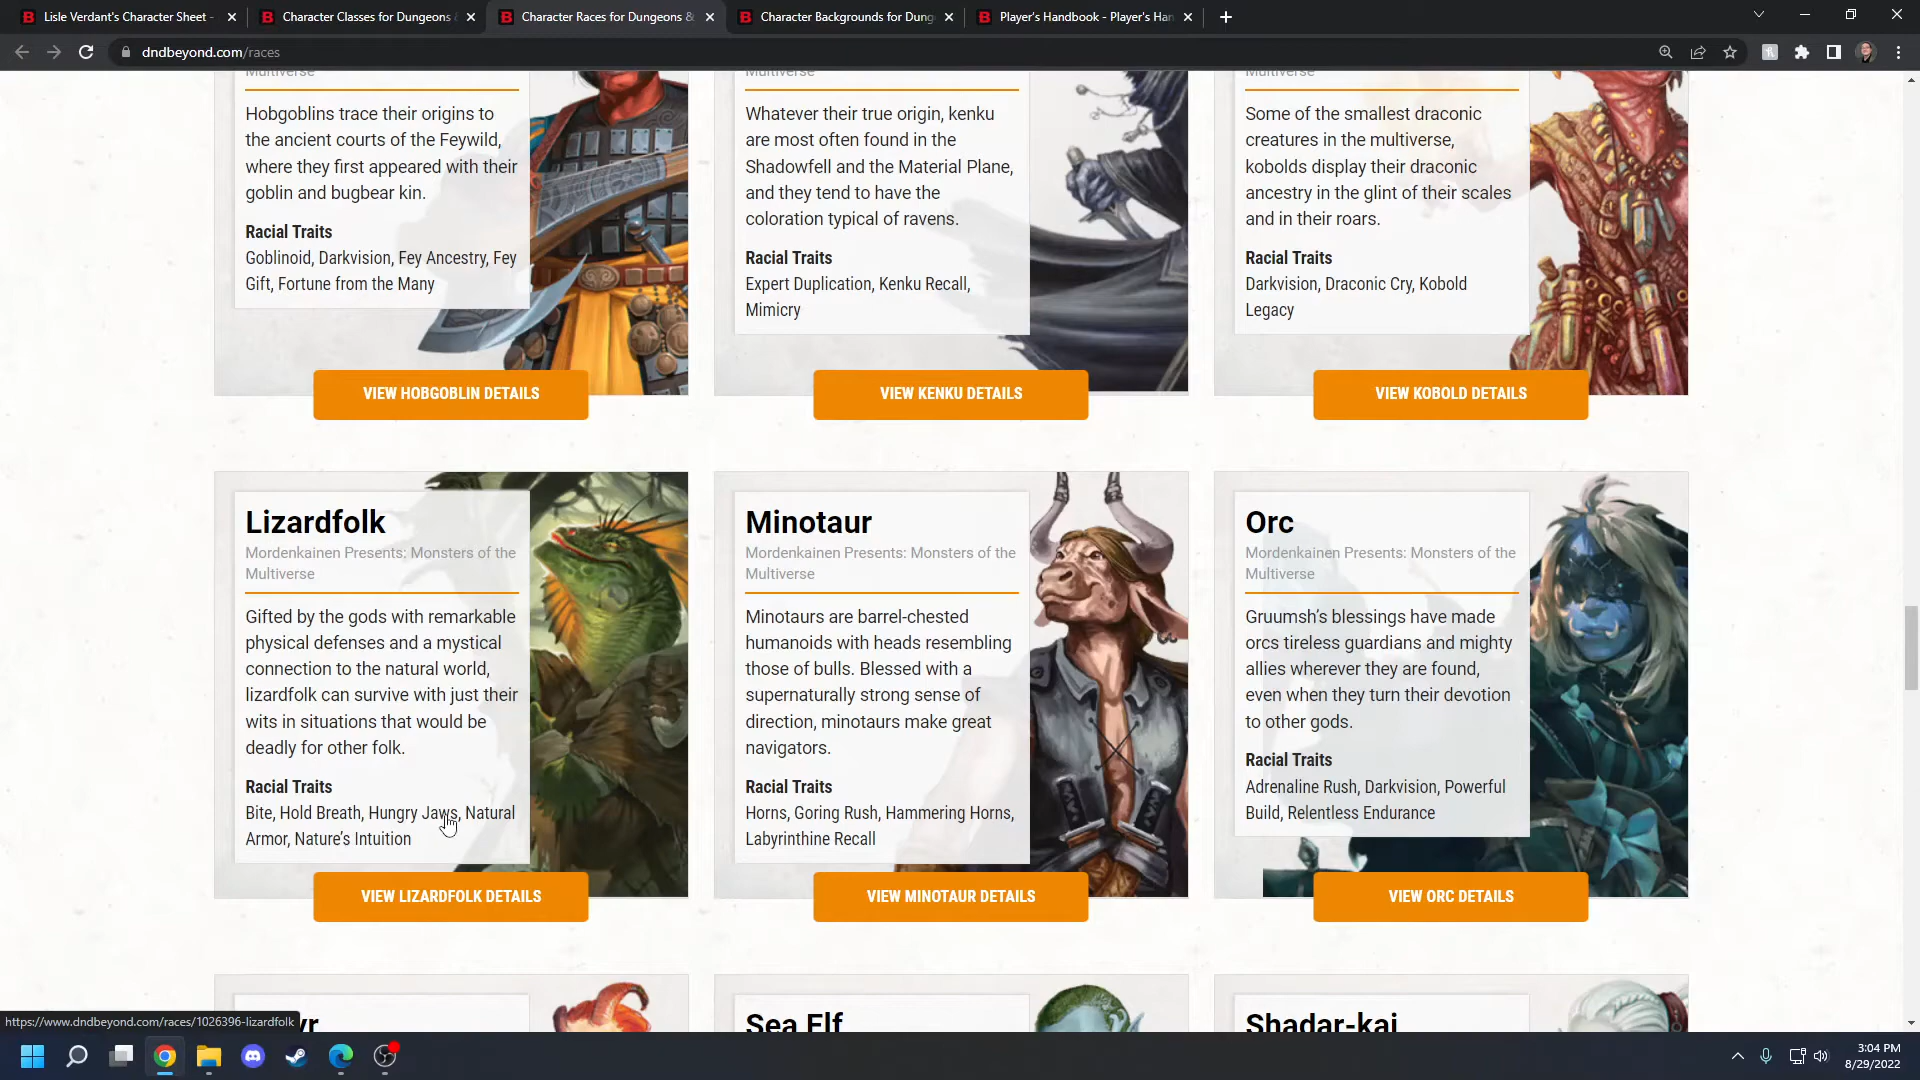 Lisle Verdant's Character Sheet -
Character Classes for Dungeons &
Character Races for Dungeons &
Character Backgrounds for Dung
Player's Handbook - Player's Han
dndbeyond.com/races
Multiverse
Hobgoblins trace their origins to
the ancient courts of the Feywild,
where they first appeared with their
goblin and bugbear kin.
Racial Traits
Goblinoid, Darkvision, Fey Ancestry, Fey
Gift, Fortune from the Many
VIEW HOBGOBLIN DETAILS
Multiverse
Whatever their true origin, kenku
are most often found in the
Shadowfell and the Material Plane,
and they tend to have the
coloration typical of ravens.
Racial Traits
Expert Duplication, Kenku Recall,
Mimicry
VIEW KENKU DETAILS
Multiverse
Some of the smallest draconic
creatures in the multiverse,
kobolds display their draconic
ancestry in the glint of their scales
and in their roars.
Racial Traits
Darkvision, Draconic Cry, Kobold
Legacy
VIEW KOBOLD DETAILS
Lizardfolk
Mordenkainen Presents: Monsters of the
Multiverse
Gifted by the gods with remarkable
physical defenses and a mystical
connection to the natural world,
lizardfolk can survive with just their
wits in situations that would be
deadly for other folk.
Racial Traits
Bite, Hold Breath, Hungry Jaws, Natural
Armor, Nature's Intuition
VIEW LIZARDFOLK DETAILS
Minotaur
Mordenkainen Presents: Monsters of the
Multiverse
Minotaurs are barrel-chested
humanoids with heads resembling
those of bulls. Blessed with a
supernaturally strong sense of
direction, minotaurs make great
navigators.
Racial Traits
Horns, Goring Rush, Hammering Horns,
Labyrinthine Recall
VIEW MINOTAUR DETAILS
Orc
Mordenkainen Presents: Monsters of the
Multiverse
Gruumsh's blessings have made
orcs tireless guardians and mighty
allies wherever they are found,
even when they turn their devotion
to other gods.
Racial Traits
Adrenaline Rush, Darkvision, Powerful
Build, Relentless Endurance
VIEW ORC DETAILS
yr
Sea Elf
Shadar-kai
https://www.dndbeyond.com/races/1026396-lizardfolk
3:04 PM
8/29/2022